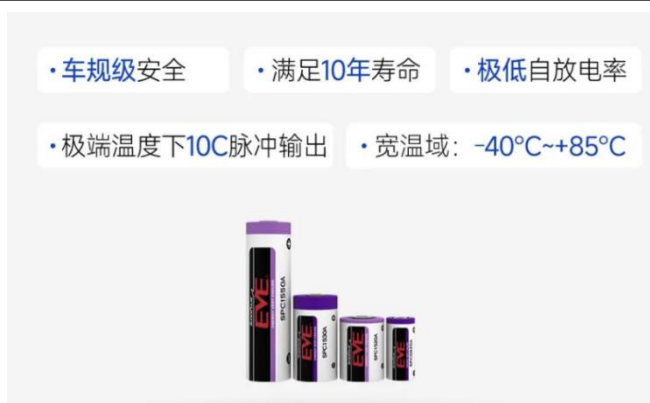 ·车规级安全
·满足10年寿命
·极低自放电率
·极端温度下10C脉冲输出
·宽温域：-40°C~+85°C
EVE
SPC1550A
EVE
SPC1530A
EVE
SPC1520A
EVE